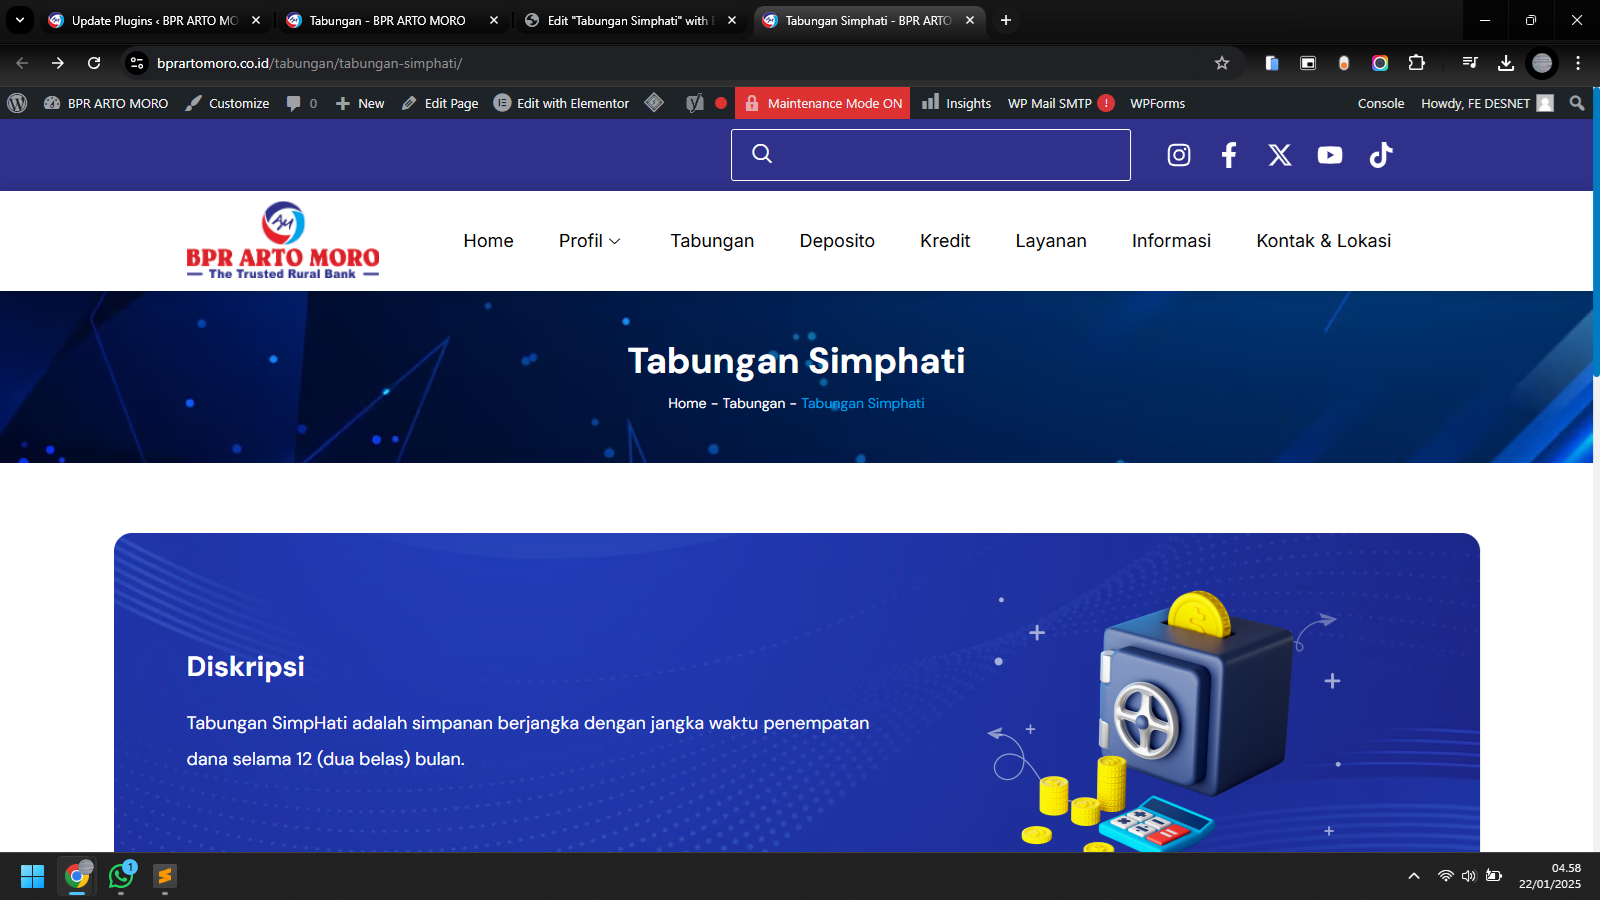 Update Plugins ‹ BPR ARTO MO
Tabungan - BPR ARTO MORO
Edit "Tabungan Simphati" with E
Tabungan Simphati - BPR ARTO
bprartomoro.co.id/tabungan/tabungan-simphati/
BPR ARTO MORO
Customize
0
New
Edit Page
Edit with Elementor
Maintenance Mode ON
Insights
WP Mail SMTP !
WPForms
Console
Howdy, FE DESNET
AM
BPR ARTO MORO
The Trusted Rural Bank
Home
Profil
Tabungan
Deposito
Kredit
Layanan
Informasi
Kontak & Lokasi
Tabungan Simphati
Home - Tabungan - Tabungan Simphati
Diskripsi
Tabungan SimpHati adalah simpanan berjangka dengan jangka waktu penempatan
dana selama 12 (dua belas) bulan.
1
04.58
22/01/2025